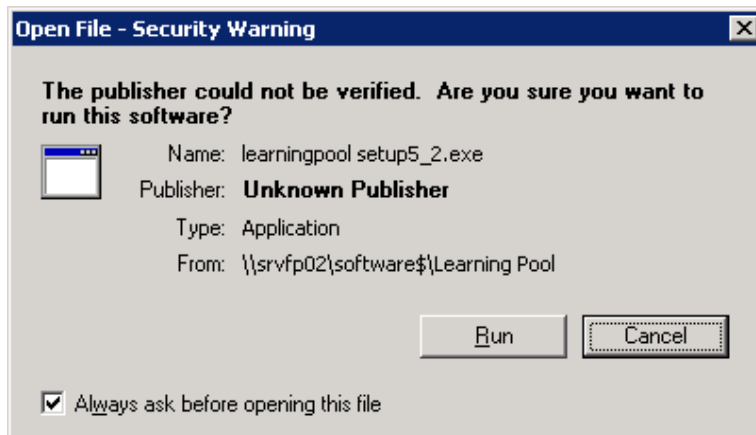 Open File - Security Warning
The publisher could not be verified.  Are you sure you want to
run this software?
Name: learningpool setup5_2.exe
Publisher: Unknown Publisher
Type: Application
From: \\srvfp02\software$\Learning Pool
Run Cancel
Always ask before opening this file